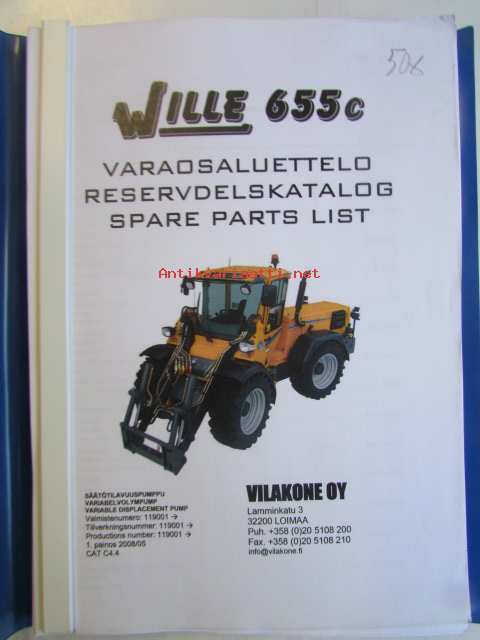 50€
WILLE 655c
VARAOSALUETTELO
RESERVDELSKATALOG
SPARE PARTS LIST
Antikvariaatti.net
SÄÄTÖTILAVUUSPUMPPU
VARIABELVOLYMPUMP
VARIABLE DISPLACEMENT PUMP
Valmistenumero: 119001 →
Tillverkningsnummer: 119001 →
Productions number: 119001 →
1. painos 2008/05
CAT C4.4
VILAKONE OY
Lamminkatu 3
32200 LOIMAA
Puh. +358 (0)20 5108 200
Fax. +358 (0)20 5108 210
info@vilakone.fi